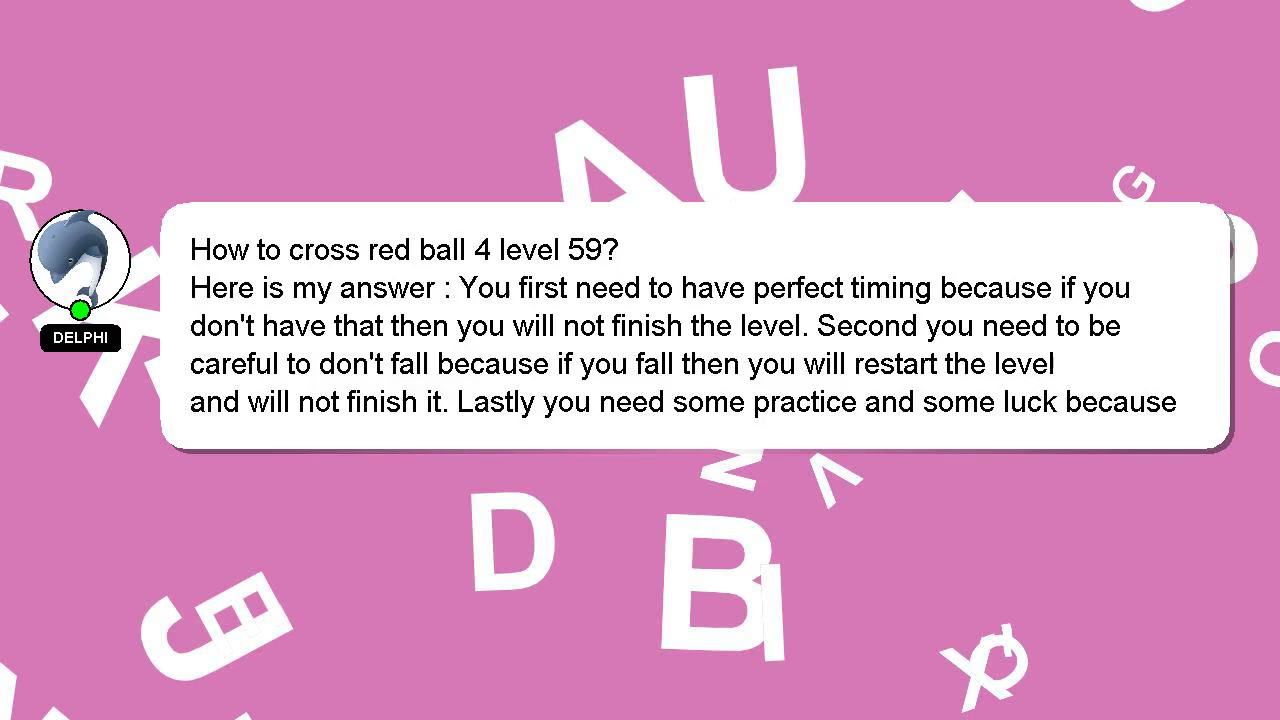 A U
R
G
How to cross red ball 4 level 59?
Here is my answer : You first need to have perfect timing because if you
don't have that then you will not finish the level. Second you need to be
careful to don't fall because if you fall then you will restart the level
and will not finish it. Lastly you need some practice and some luck because
DELPHI
D
B
I
J
E
X
Q